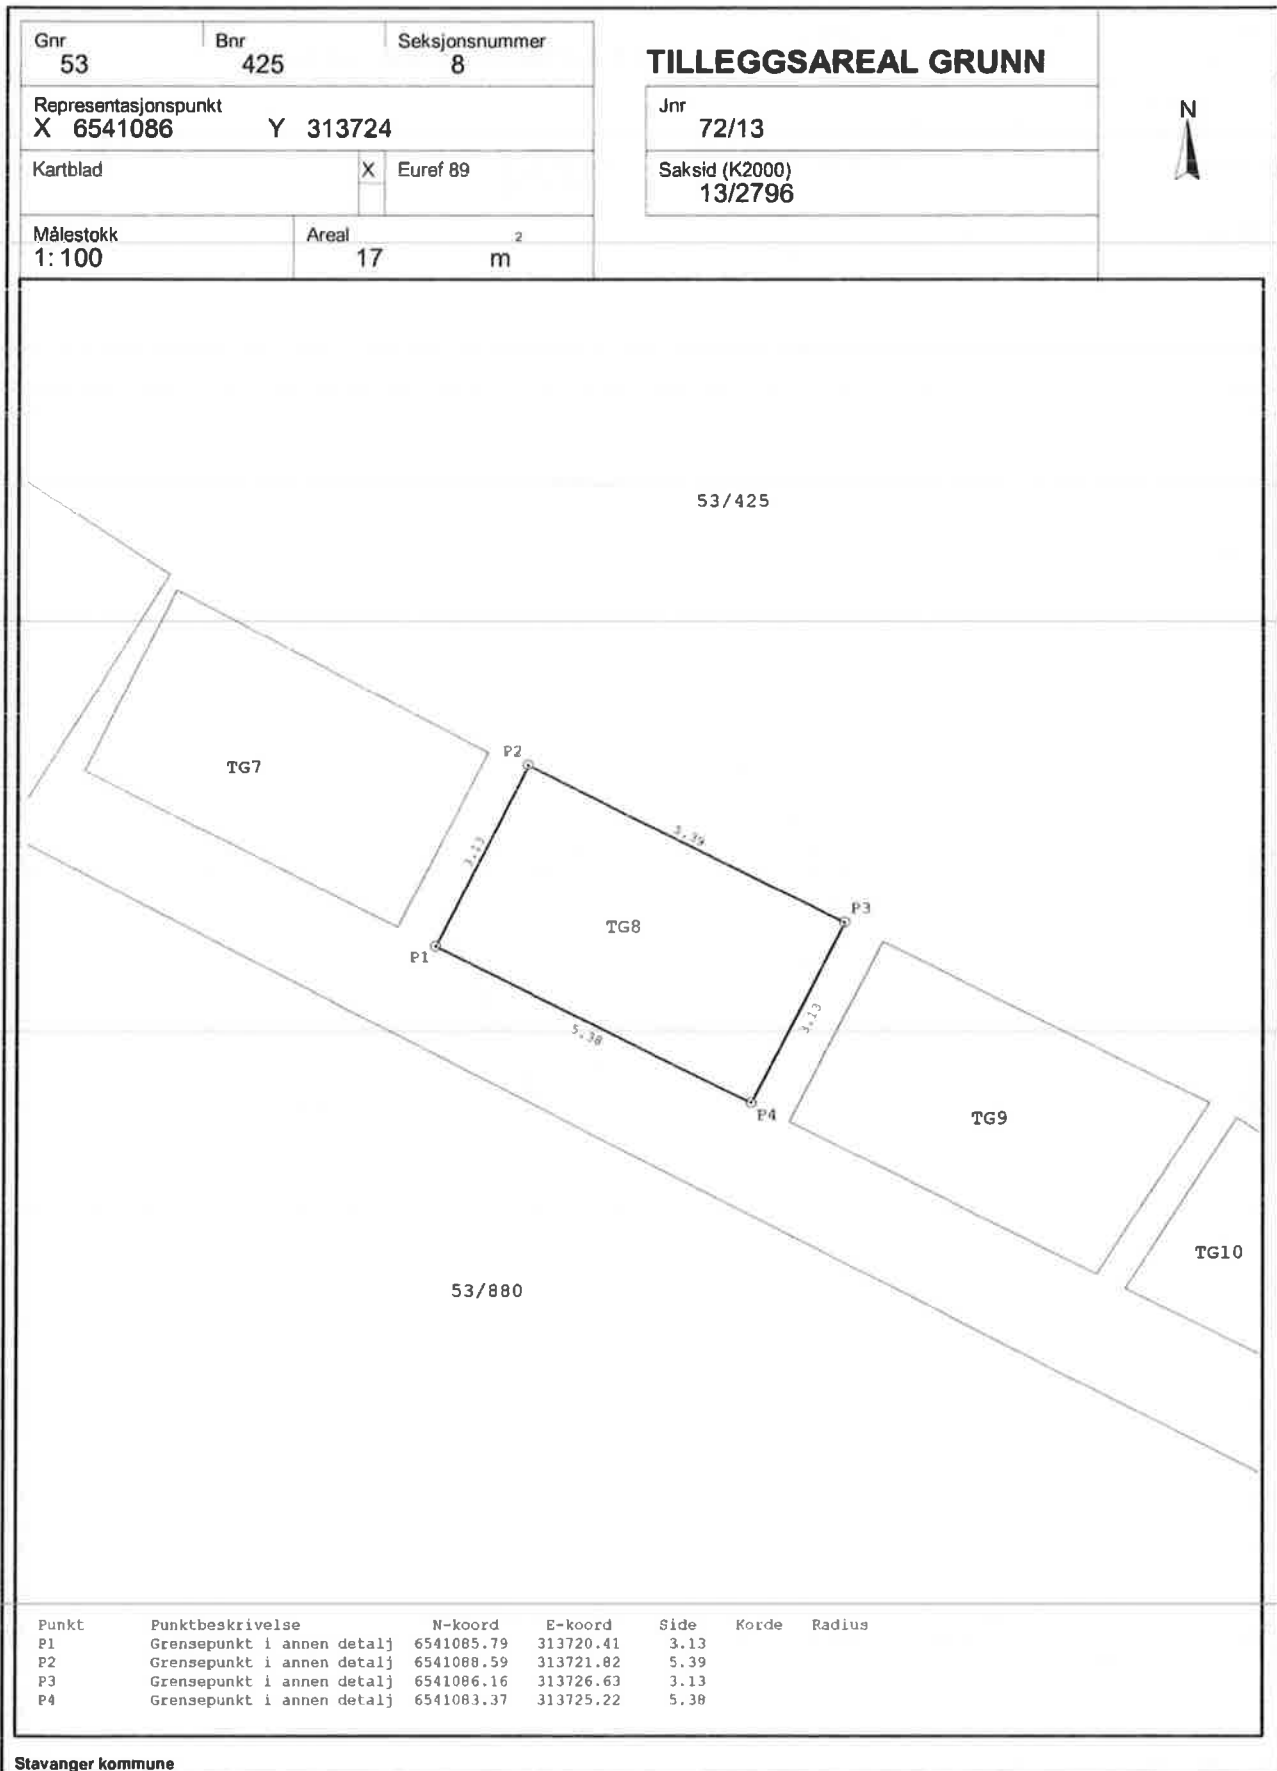 Gnr Bnr Seksjonsnummer
53 425 8
TILLEGGSAREAL GRUNN
Representasjonspunkt
X 6541086 Y 313724
Jnr
72/13
N
Kartblad X Euref 89
Saksid (K2000)
13/2796
Målestokk Areal 2
1:100 17 m
53/425
TG7
P2
5.39
3.13
P3
TG8
P1
3.13
5.38
P4
TG9
TG10
53/880
Punkt Punktbeskrivelse N-koord E-koord Side Korde Radius
P1 Grensepunkt i annen detalj 6541085.79 313720.41 3.13
P2 Grensepunkt i annen detalj 6541088.59 313721.82 5.39
P3 Grensepunkt i annen detalj 6541086.16 313726.63 3.13
P4 Grensepunkt i annen detalj 6541083.37 313725.22 5.38
Stavanger kommune